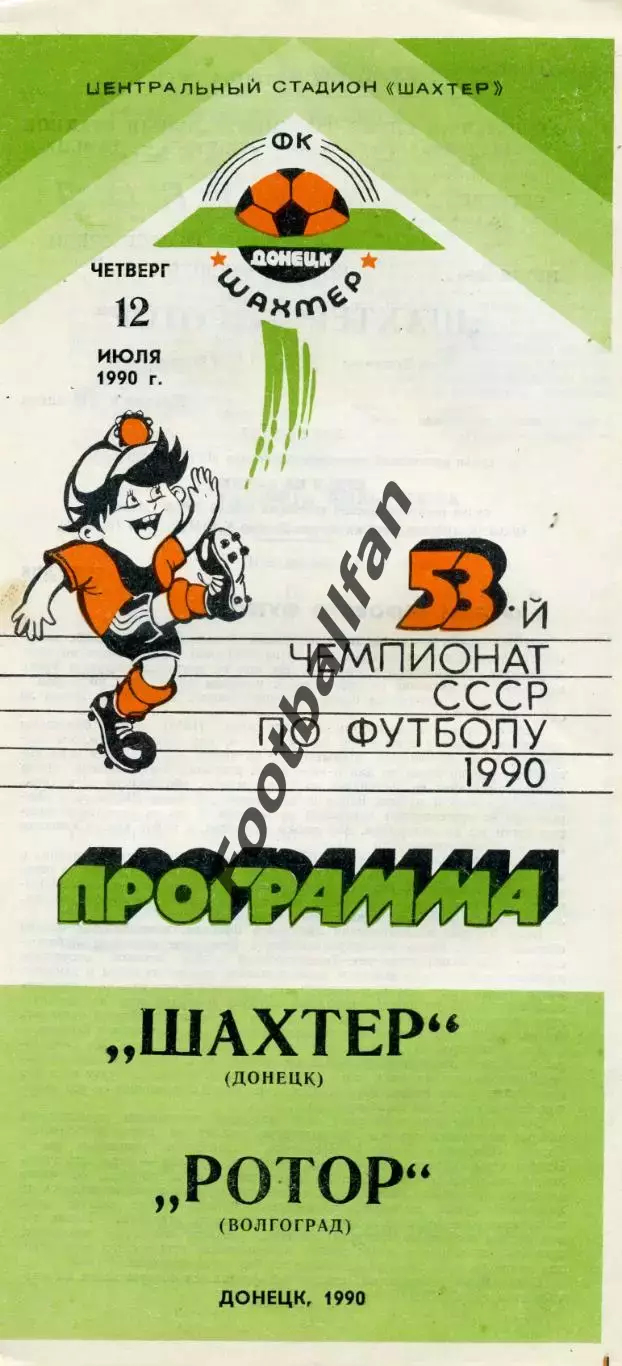 ЦЕНТРАЛЬНЫЙ СТАДИОН «ШАХТЕР»
ФК
ДОНЕЦК
ШАХТЕР
ЧЕТВЕРГ
12
ИЮЛЯ
1990 г.
53-й
ЧЕМПИОНАТ
СССР
ПО ФУТБОЛУ
1990
Footballfan
ПРОГРАММА
„ШАХТЕР“
(ДОНЕЦК)
„РОТОР“
(ВОЛГОГРАД)
ДОНЕЦК, 1990